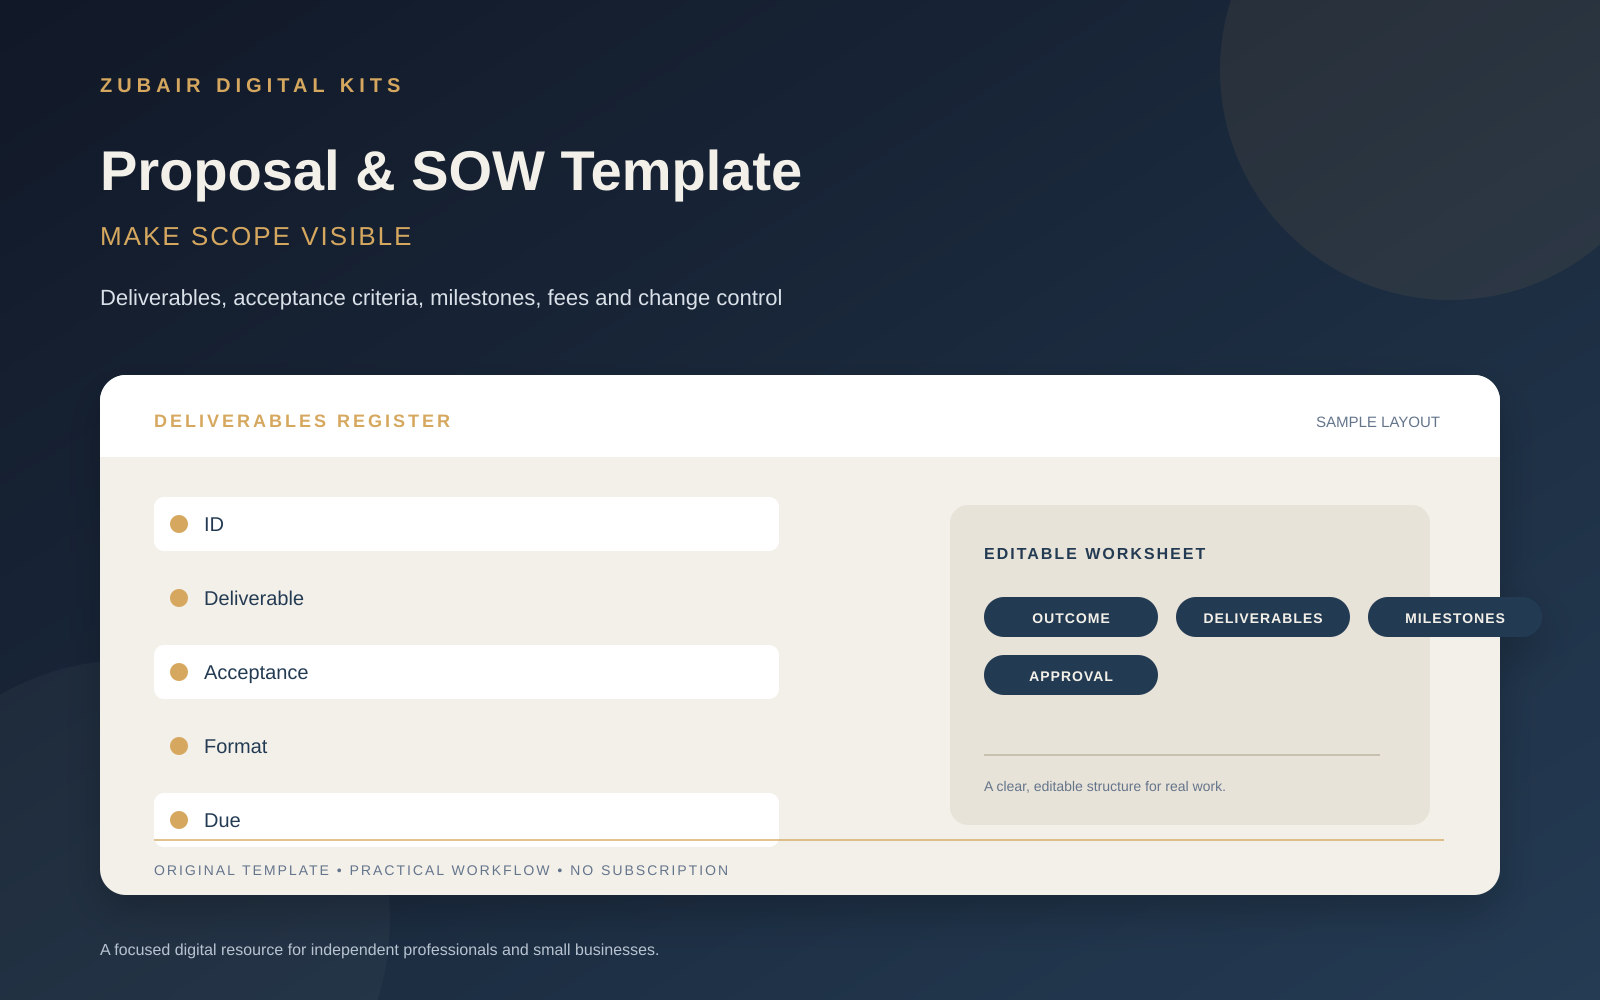 ZUBAIR DIGITAL KITS
Proposal & SOW Template
MAKE SCOPE VISIBLE
Deliverables, acceptance criteria, milestones, fees and change control
DELIVERABLES REGISTER
SAMPLE LAYOUT
ID
Deliverable
Acceptance
Format
Due
EDITABLE WORKSHEET
OUTCOME
DELIVERABLES
MILESTONES
APPROVAL
A clear, editable structure for real work.
ORIGINAL TEMPLATE • PRACTICAL WORKFLOW • NO SUBSCRIPTION
A focused digital resource for independent professionals and small businesses.